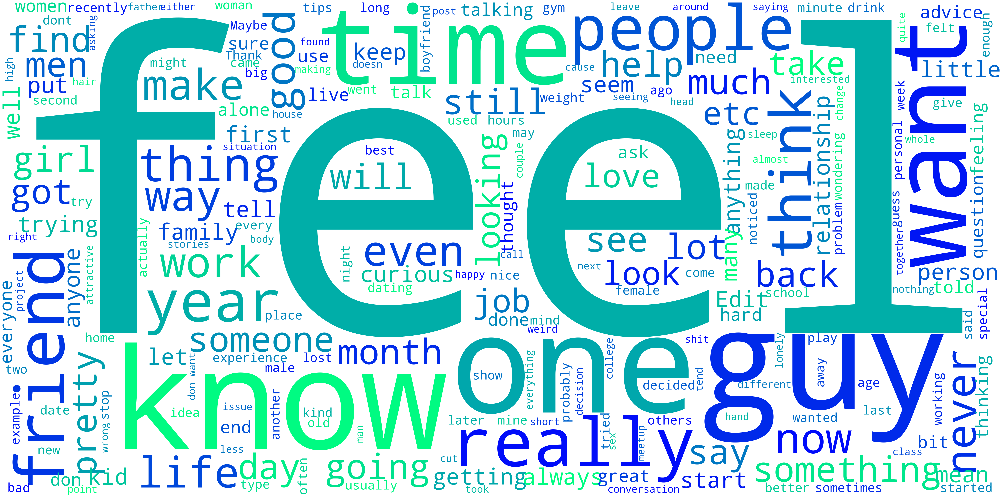 feel
know
time
one
guy
want
people
really
friend
think
good
thing
year
work
way
make
life
day
going
something
never
now
say
much
still
look
looking
back
even
see
lot
love
will
someone
month
job
pretty
girl
got
find
men
well
put
trying
anyone
everyone
women
recently
father
either
woman
tips
long
post
talking
gym
leave
around
saying
minute
drink
advice
dont
asking
Maybe
boyfriend
quite
felt
enough
sure
found
keep
Thank
use
high
might
came
doesn
cause
help
need
take
little
big
making
hair
interested
second
live
went
talk
seem
seeing
ago
weight
head
etc
change
week
give
alone
house
used
hours
first
may
anything
sleep
relationship
wondering
personal
whole
feeling
situation
best
couple
ask
almost
thought
made
noticed
tell
try
problem
guess
question
family
every
body
stories
right
actually
many
call
together
night
curious
happy
nice
next
come
female
dating
person
nothing
told
attractive
project
Edit
school
place
hard
done
mind
weird
said
special
home
let
experience
lost
male
don want
two
shit
lonely
play
college
show
everything
probably
decision
decided
tend
different
away
age
working
thinking
example
date
wrong
stop
idea
issue
another
kind
old
end
man
later
mine
short
others
hand
wanted
last
tried
sex
meetup
new
less
bit
class
cut
don
kid
bad
point
type
often
usually
getting
took
always
great
conversation
start
better
sometimes
mean
started